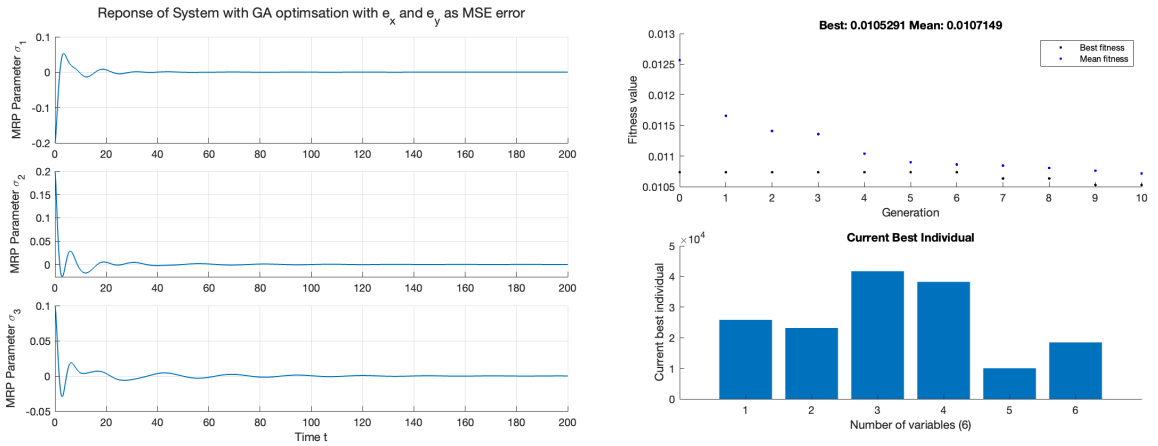 Reponse of System with GA optimsation with e_x and e_y as MSE error
MRP Parameter σ_1
0.1
0
-0.1
-0.2
0 20 40 60 80 100 120 140 160 180 200
MRP Parameter σ_2
0.2
0.15
0.1
0.05
0
0 20 40 60 80 100 120 140 160 180 200
MRP Parameter σ_3
0.1
0.05
0
-0.05
0 20 40 60 80 100 120 140 160 180 200
Time t
Best: 0.0105291 Mean: 0.0107149
Fitness value
0.013
0.0125
0.012
0.0115
0.011
0.0105
Best fitness
Mean fitness
0 1 2 3 4 5 6 7 8 9 10
Generation
Current Best Individual
Current best individual
×10^4
5
4
3
2
1
0
1 2 3 4 5 6
Number of variables (6)